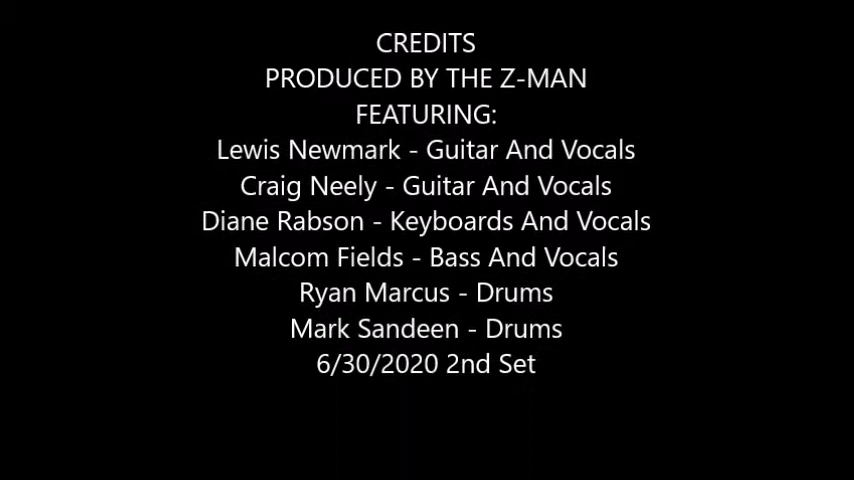 CREDITS
PRODUCED BY THE Z-MAN
FEATURING:
Lewis Newmark - Guitar And Vocals
Craig Neely - Guitar And Vocals
Diane Rabson - Keyboards And Vocals
Malcom Fields - Bass And Vocals
Ryan Marcus - Drums
Mark Sandeen - Drums
6/30/2020 2nd Set